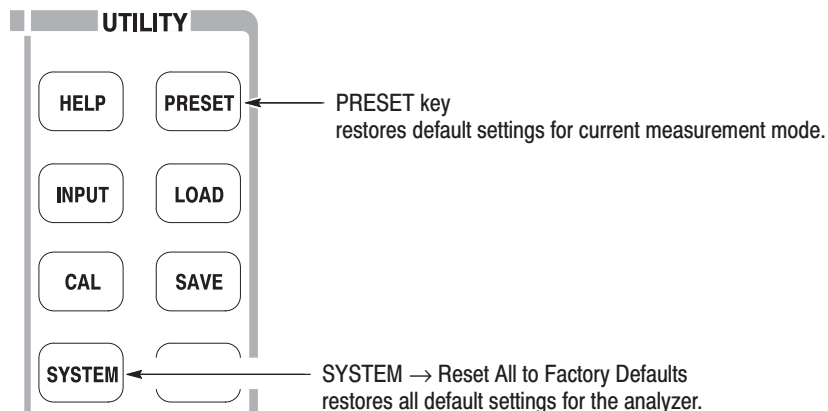 UTILITY
HELP
PRESET
PRESET key
restores default settings for current measurement mode.
INPUT
LOAD
CAL
SAVE
SYSTEM
SYSTEM → Reset All to Factory Defaults
restores all default settings for the analyzer.